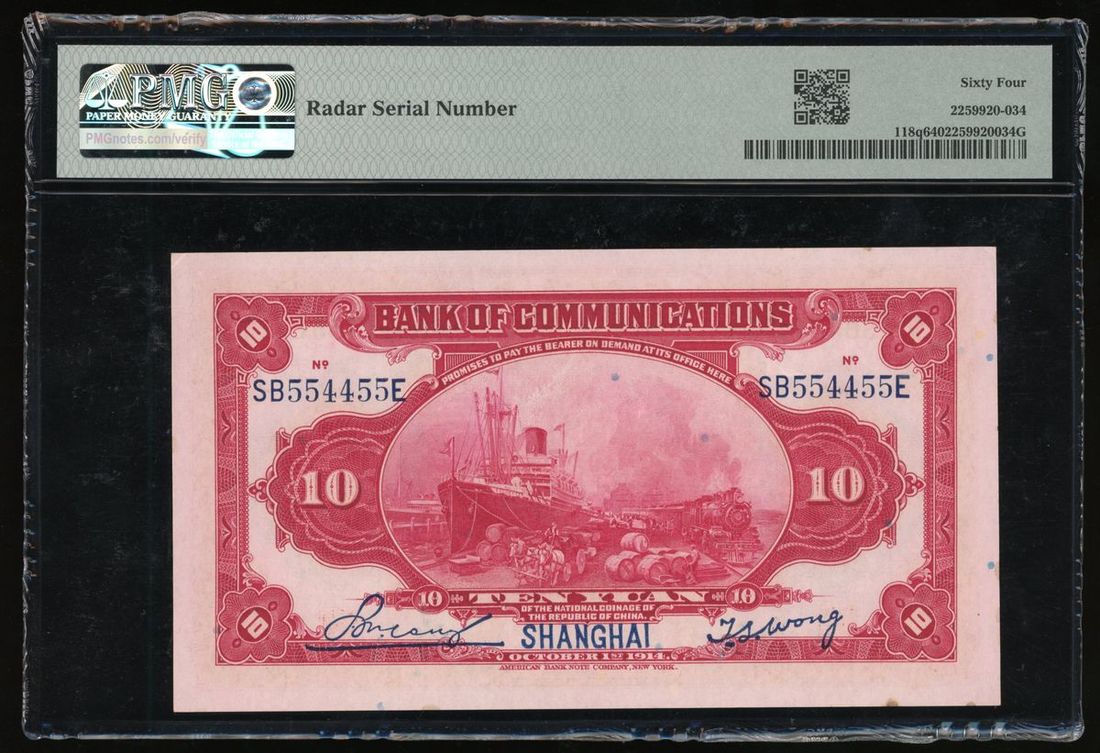 PMG
PAPER MONEY GUARANTY
PMGnotes.com/verify
Radar Serial Number
Sixty Four
2259920-034
118q6402259920034G
10
BANK OF COMMUNICATIONS
10
PROMISES TO PAY THE BEARER ON DEMAND AT ITS OFFICE HERE
Nº
SB554455E
Nº
SB554455E
10
10
10
TEN YUAN
10
OF THE NATIONAL COINAGE OF
THE REPUBLIC OF CHINA.
10
10
SHANGHAI
T.S. Wong
OCTOBER 1ST 1914.
AMERICAN BANK NOTE COMPANY, NEW YORK.